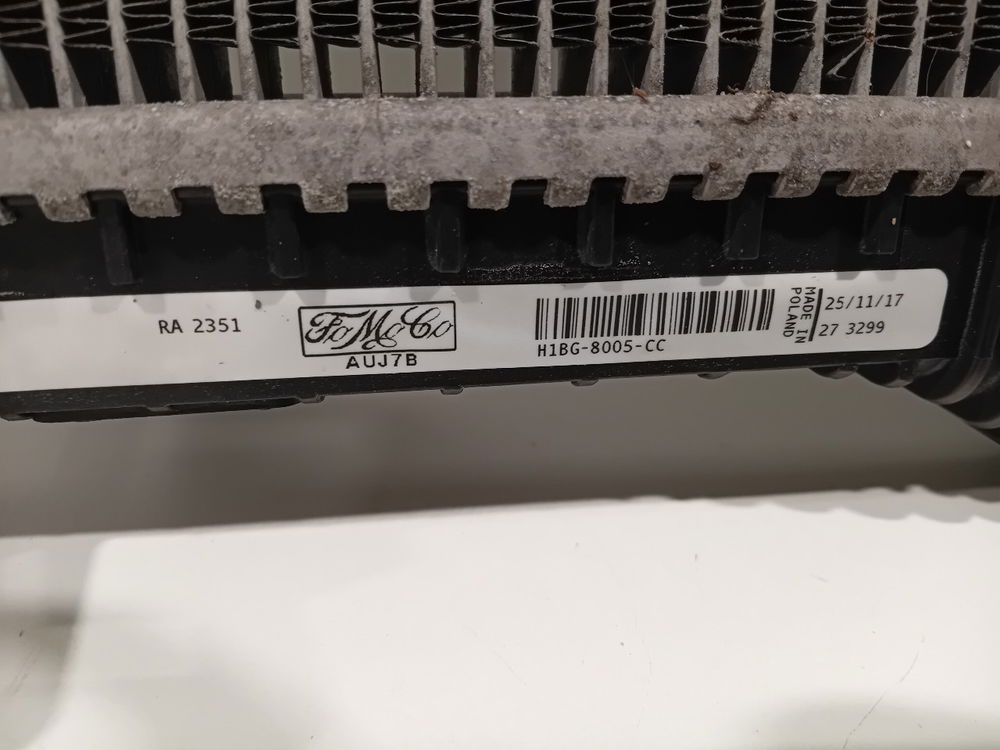 RA 2351
FoMoCo
AUJ7B
H1BG-8005-CC
MADE IN
POLAND
25/11/17
27 3299